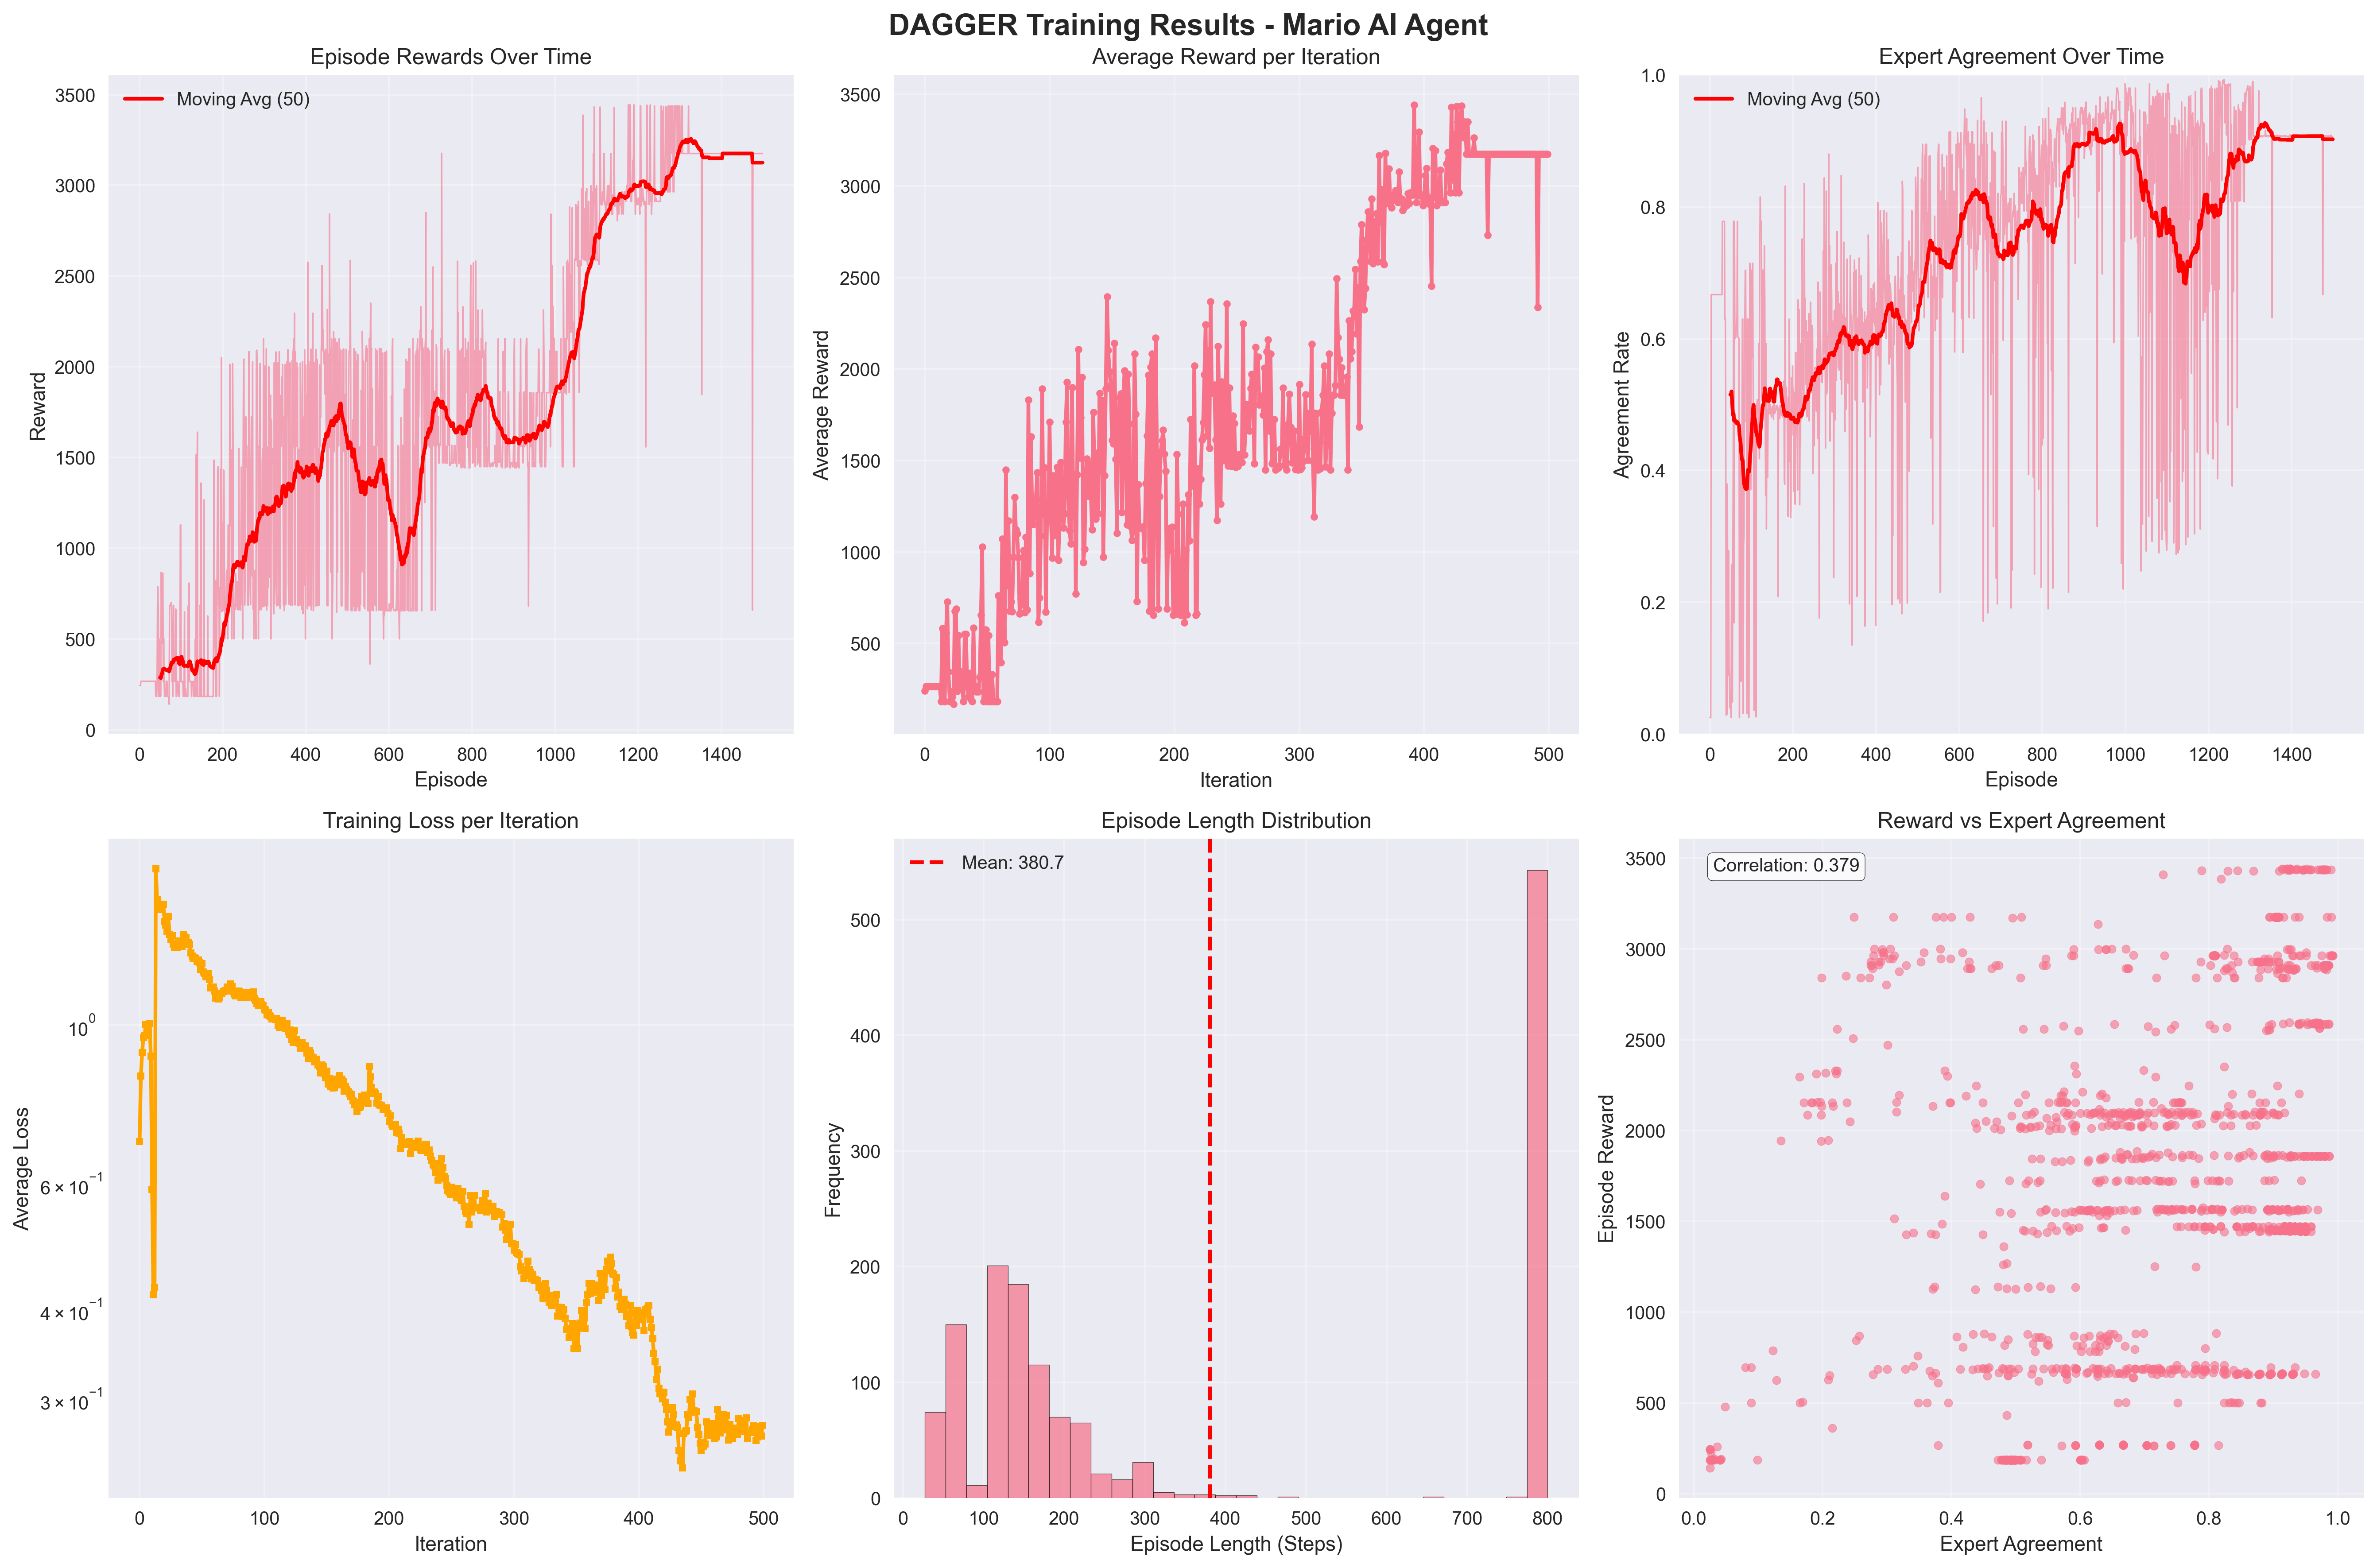 DAGGER Training Results - Mario AI Agent
Episode Rewards Over Time
Moving Avg (50)
3500
3000
2500
2000
1500
1000
500
0
Reward
0 200 400 600 800 1000 1200 1400
Episode
Average Reward per Iteration
3500
3000
2500
2000
1500
1000
500
Average Reward
0 100 200 300 400 500
Iteration
Expert Agreement Over Time
Moving Avg (50)
1.0
0.8
0.6
0.4
0.2
0.0
Agreement Rate
0 200 400 600 800 1000 1200 1400
Episode
Training Loss per Iteration
10⁰
6 × 10⁻¹
4 × 10⁻¹
3 × 10⁻¹
Average Loss
0 100 200 300 400 500
Iteration
Episode Length Distribution
Mean: 380.7
500
400
300
200
100
0
Frequency
0 100 200 300 400 500 600 700 800
Episode Length (Steps)
Reward vs Expert Agreement
Correlation: 0.379
3500
3000
2500
2000
1500
1000
500
0
Episode Reward
0.0 0.2 0.4 0.6 0.8 1.0
Expert Agreement